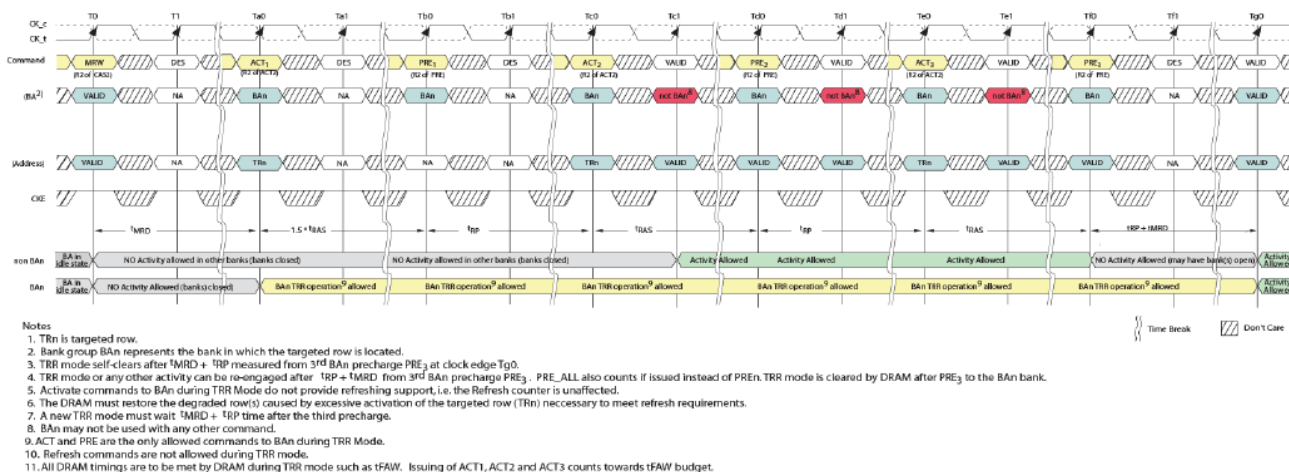 T0 T1 Ta0 Ta1 Tb0 Tb1 Tc0 Tc1 Td0 Td1 Te0 Te1 Tf0 Tf1 Tg0
CK_c
CK_t
Command MRW DES ACT1 DES PRE1 DES ACT2 VALID PRE2 VALID ACT3 VALID PRE3 DES VALID
(R2 of CAS2) (R2 of ACT2) (R2 of PRE) (R2 of ACT2) (R2 of PRE) (R2 of ACT2) (R2 of PRE)
(BA2) VALID NA BAn NA BAn NA BAn not BAn8 BAn not BAn8 BAn not BAn8 BAn NA VALID
(Address) VALID NA TRn NA NA NA TRn VALID VALID VALID TRn VALID VALID NA VALID
CKE
tMRD 1.5 * tRAS tRP tRAS tRP tRAS tRP + tMRD
non BAn BA in idle state NO Activity allowed in other banks (banks closed) NO Activity allowed in other banks (banks closed) Activity Allowed Activity Allowed Activity Allowed NO Activity Allowed (may have bank(s) open) Activity Allowed
BAn BA in idle state NO Activity Allowed (banks) closed) BAn TRR operation9 allowed BAn TRR operation9 allowed BAn TRR operation9 allowed BAn TRR operation9 allowed BAn TRR operation9 allowed BAn TRR operation9 allowed Activity Allowed
Time Break Don't Care
Notes
1. TRn is targeted row.
2. Bank group BAn represents the bank in which the targeted row is located.
3. TRR mode self-clears after tMRD + tRP measured from 3rd BAn precharge PRE3 at clock edge Tg0.
4. TRR mode or any other activity can be re-engaged after tRP + tMRD from 3rd BAn precharge PRE3. PRE_ALL also counts if issued instead of PREn. TRR mode is cleared by DRAM after PRE3 to the BAn bank.
5. Activate commands to BAn during TRR Mode do not provide refreshing support, i.e. the Refresh counter is unaffected.
6. The DRAM must restore the degraded row(s) caused by excessive activation of the targeted row (TRn) neccessary to meet refresh requirements.
7. A new TRR mode must wait tMRD + tRP time after the third precharge.
8. BAn may not be used with any other command.
9. ACT and PRE are the only allowed commands to BAn during TRR Mode.
10. Refresh commands are not allowed during TRR mode.
11. All DRAM timings are to be met by DRAM during TRR mode such as tFAW. Issuing of ACT1, ACT2 and ACT3 counts towards tFAW budget.